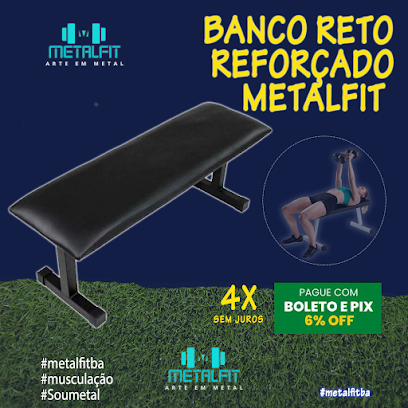 METALFIT
ARTE EM METAL
BANCO RETO
REFORÇADO
METALFIT
4X
SEM JUROS
PAGUE COM
BOLETO E PIX
6% OFF
#metalfitba
#musculação
#Soumetal
METALFIT
ARTE EM METAL
#metalfitba